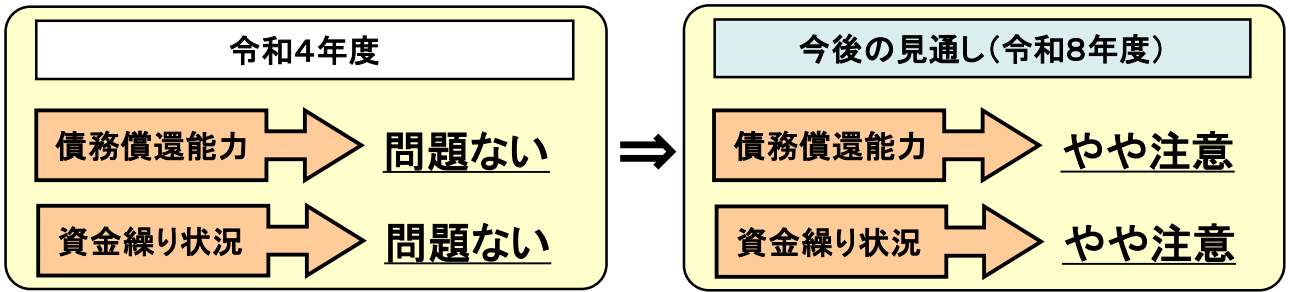 令和４年度
債務償還能力
問題ない
資金繰り状況
問題ない
⇒
今後の見通し（令和８年度）
債務償還能力
やや注意
資金繰り状況
やや注意